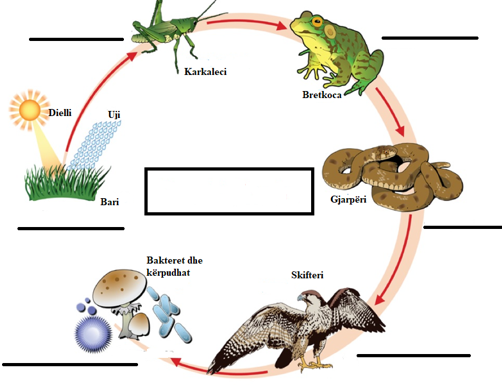 Karkaleci
Bretkoca
Dielli
Uji
Bari
Gjarpëri
Bakteret dhe
kërpudhat
Skifteri